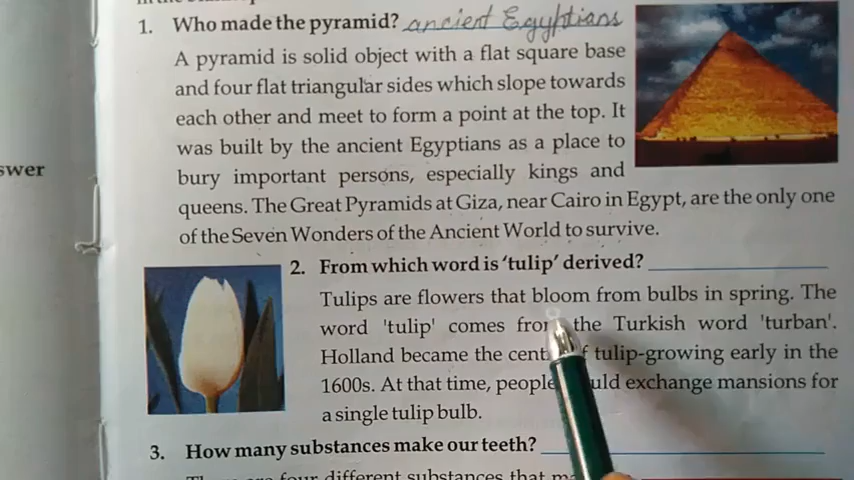 1. Who made the pyramid? ancient Egyptians
A pyramid is solid object with a flat square base
and four flat triangular sides which slope towards
each other and meet to form a point at the top. It
was built by the ancient Egyptians as a place to
bury important persons, especially kings and
queens. The Great Pyramids at Giza, near Cairo in Egypt, are the only one
of the Seven Wonders of the Ancient World to survive.
swer
2. From which word is 'tulip' derived?
Tulips are flowers that bloom from bulbs in spring. The
word 'tulip' comes from the Turkish word 'turban'.
Holland became the cent f tulip-growing early in the
1600s. At that time, people uld exchange mansions for
a single tulip bulb.
3. How many substances make our teeth?
four different substances that